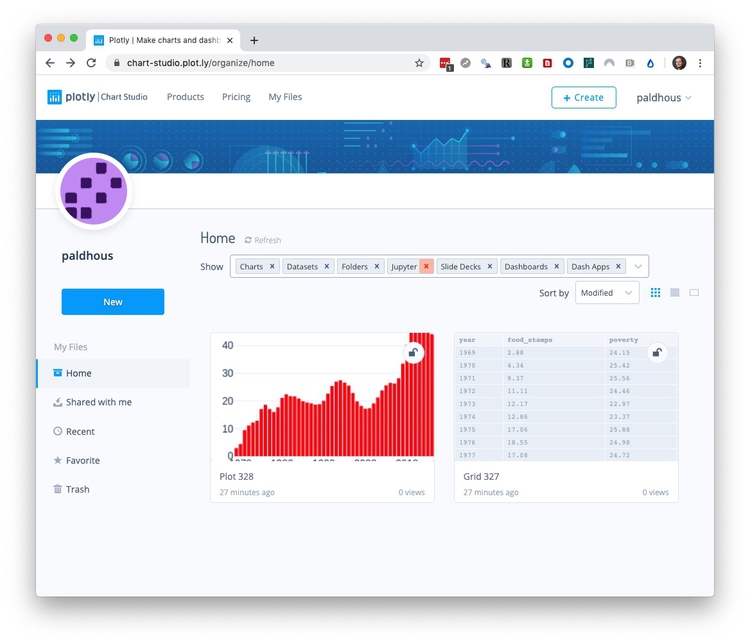 Plotly | Make charts and dashb
chart-studio.plot.ly/organize/home
1
plotly | Chart Studio Products Pricing My Files + Create paldhous
paldhous
New
My Files
Home
Shared with me
Recent
Favorite
Trash
Home Refresh
Show Charts × Datasets × Folders × Jupyter × Slide Decks × Dashboards × Dash Apps ×
Sort by Modified
40
30
20
10
0
Plot 328
27 minutes ago 0 views
year food_stamps poverty
1969 2.88 24.15
1970 4.34 25.42
1971 9.37 25.56
1972 11.11 24.46
1973 12.17 22.97
1974 12.86 23.37
1975 17.06 25.88
1976 18.55 24.98
1977 17.08 24.72
Grid 327
27 minutes ago 0 views